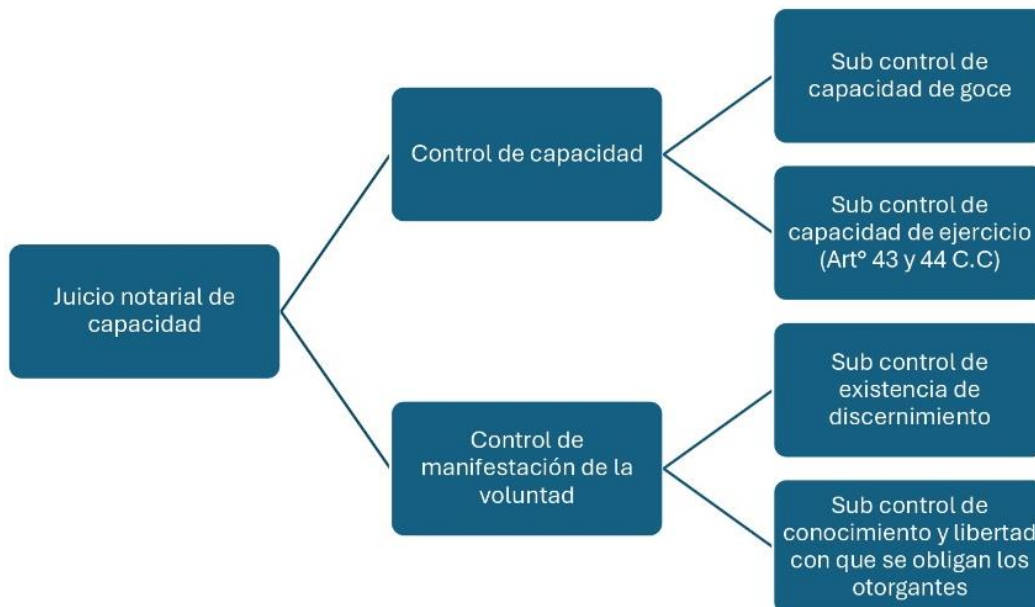 Juicio notarial de
capacidad
Control de capacidad
Sub control de
capacidad de goce
Sub control de
capacidad de ejercicio
(Art° 43 y 44 C.C)
Control de
manifestación de la
voluntad
Sub control de
existencia de
discernimiento
Sub control de
conocimiento y libertad
con que se obligan los
otorgantes